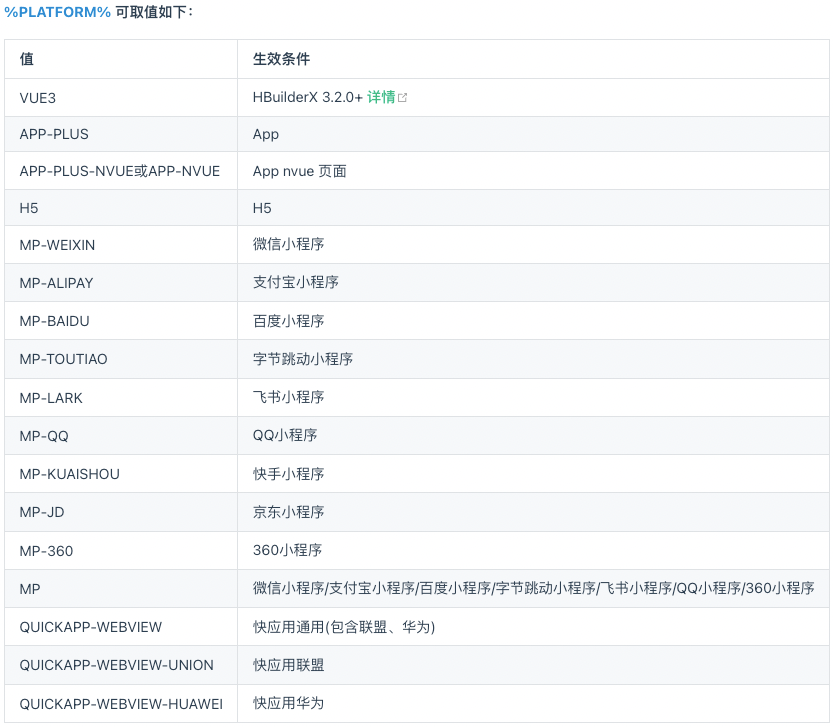 %PLATFORM% 可取值如下：
值 生效条件
VUE3 HBuilderX 3.2.0+ 详情
APP-PLUS App
APP-PLUS-NVUE或APP-NVUE App nvue 页面
H5 H5
MP-WEIXIN 微信小程序
MP-ALIPAY 支付宝小程序
MP-BAIDU 百度小程序
MP-TOUTIAO 字节跳动小程序
MP-LARK 飞书小程序
MP-QQ QQ小程序
MP-KUAISHOU 快手小程序
MP-JD 京东小程序
MP-360 360小程序
MP 微信小程序/支付宝小程序/百度小程序/字节跳动小程序/飞书小程序/QQ小程序/360小程序
QUICKAPP-WEBVIEW 快应用通用(包含联盟、华为)
QUICKAPP-WEBVIEW-UNION 快应用联盟
QUICKAPP-WEBVIEW-HUAWEI 快应用华为